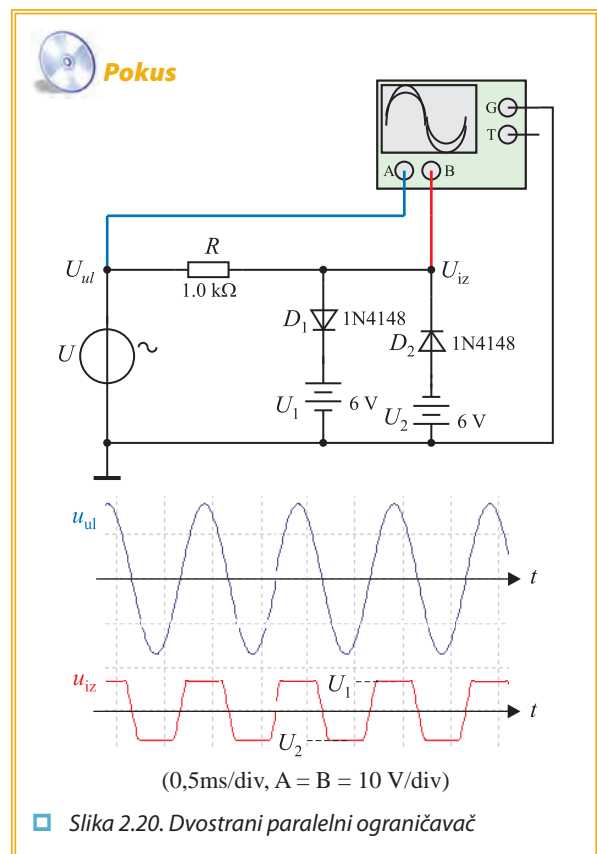 Pokus
G
T
A B
R
U_ul U_iz
1.0 kΩ
D_1 1N4148
D_2 1N4148
U
U_1 6 V
U_2 6 V
u_ul
t
u_iz
U_1
t
U_2
(0,5ms/div, A = B = 10 V/div)
Slika 2.20. Dvostrani paralelni ograničavač